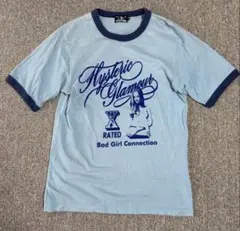 Hysteric
Glamour
X
RATED
Bad Girl Connection